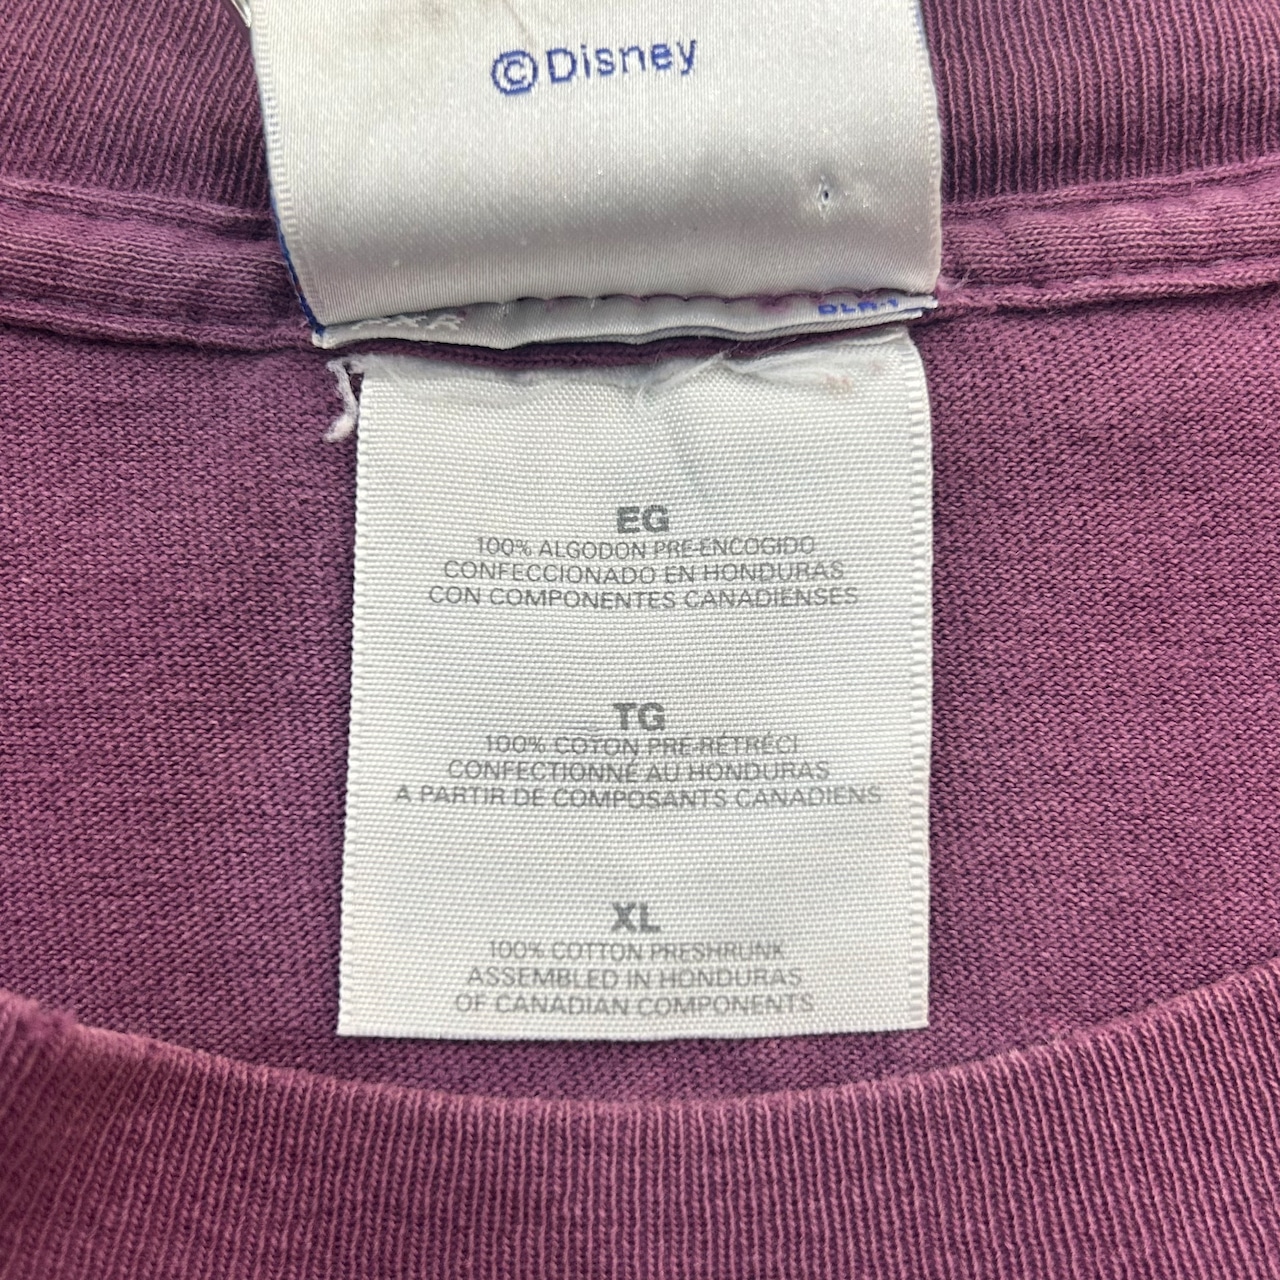 ©Disney
EG
100% ALGODON PRE-ENCOGIDO
CONFECCIONADO EN HONDURAS
CON COMPONENTES CANADIENSES
TG
100% COTON PRÉ-RÉTRÉCI
CONFECTIONNÉ AU HONDURAS
A PARTIR DE COMPOSANTS CANADIENS
XL
100% COTTON PRESHRUNK
ASSEMBLED IN HONDURAS
OF CANADIAN COMPONENTS